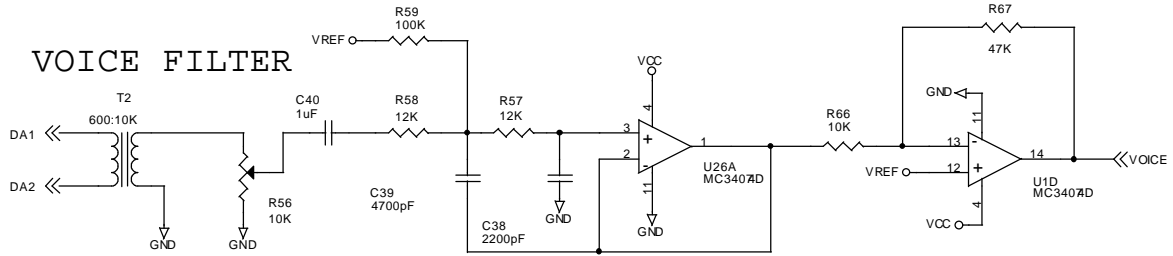 VOICE FILTER
R59
100K
VREF
T2
600:10K
DA1
DA2
C40
1uF
R58
12K
R57
12K
VCC
4
3
+
2
-
1
11
GND
U26A
MC34074D
R56
10K
GND
GND
C39
4700pF
C38
2200pF
GND
R66
10K
R67
47K
GND
11
13
-
12
+
14
VREF
4
VCC
U1D
MC34074D
VOICE